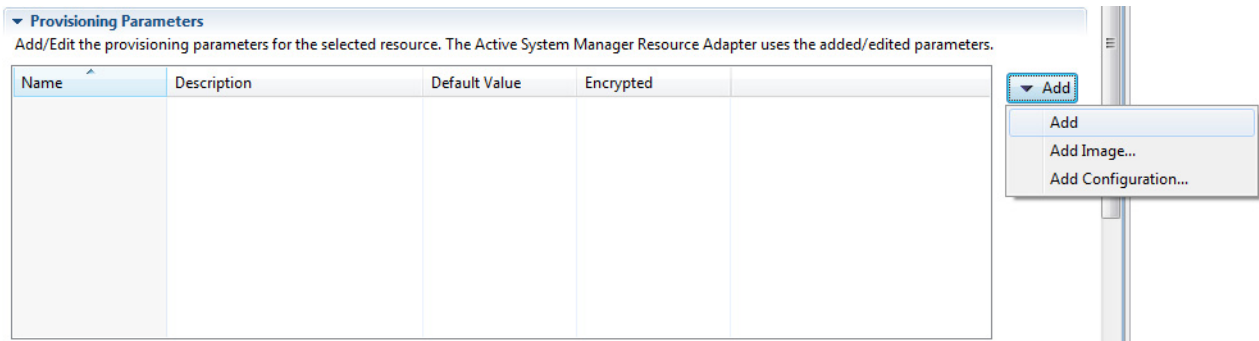 Provisioning Parameters
Add/Edit the provisioning parameters for the selected resource. The Active System Manager Resource Adapter uses the added/edited parameters.
Name Description Default Value Encrypted
Add
Add
Add Image...
Add Configuration...